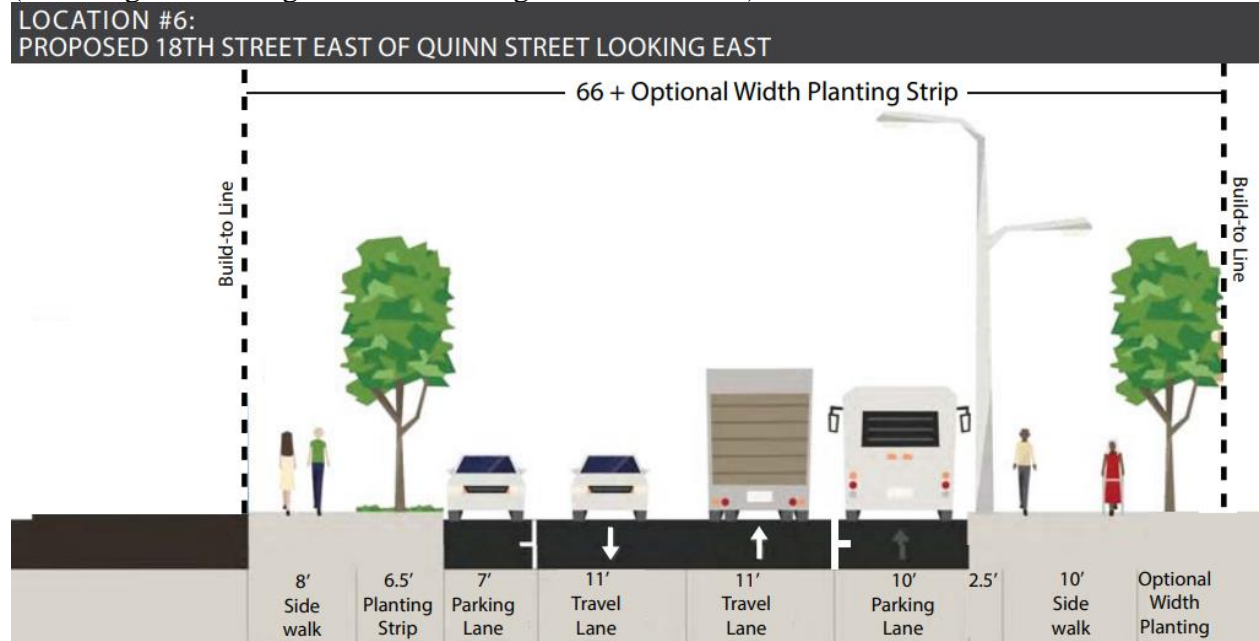 LOCATION #6:
PROPOSED 18TH STREET EAST OF QUINN STREET LOOKING EAST
66 + Optional Width Planting Strip
Build-to Line
Build-to Line
8'
Side
walk
6.5'
Planting
Strip
7'
Parking
Lane
11'
Travel
Lane
11'
Travel
Lane
10'
Parking
Lane
2.5'
10'
Side
walk
Optional
Width
Planting